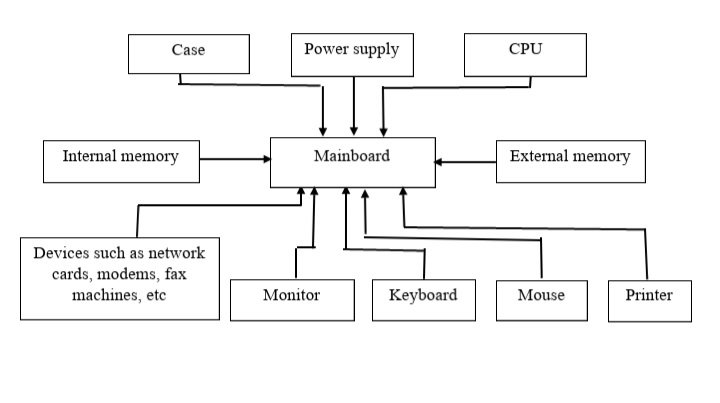 Case
Power supply
CPU
Internal memory
Mainboard
External memory
Devices such as network
cards, modems, fax
machines, etc
Monitor
Keyboard
Mouse
Printer